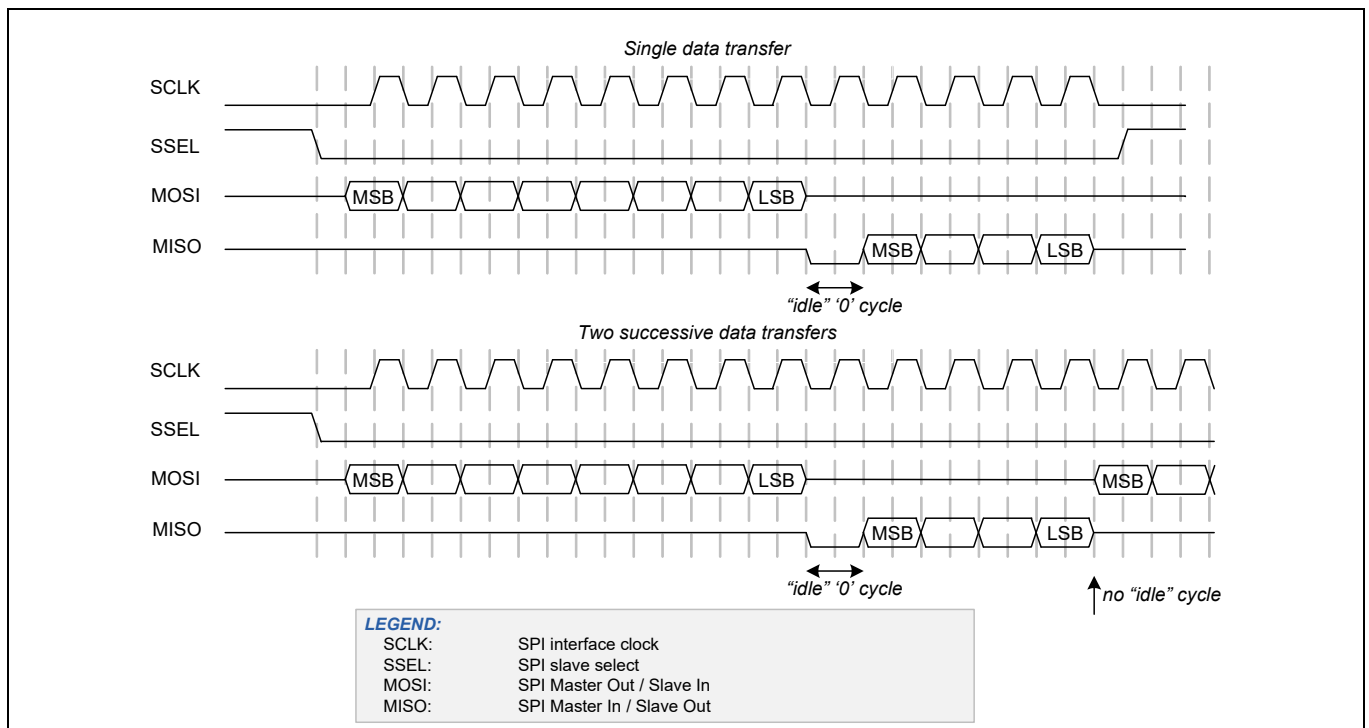 Single data transfer
SCLK
SSEL
MOSI MSB LSB
MISO MSB LSB
“idle” ‘0’ cycle
Two successive data transfers
SCLK
SSEL
MOSI MSB LSB MSB
MISO MSB LSB
“idle” ‘0’ cycle no “idle” cycle
LEGEND:
SCLK: SPI interface clock
SSEL: SPI slave select
MOSI: SPI Master Out / Slave In
MISO: SPI Master In / Slave Out